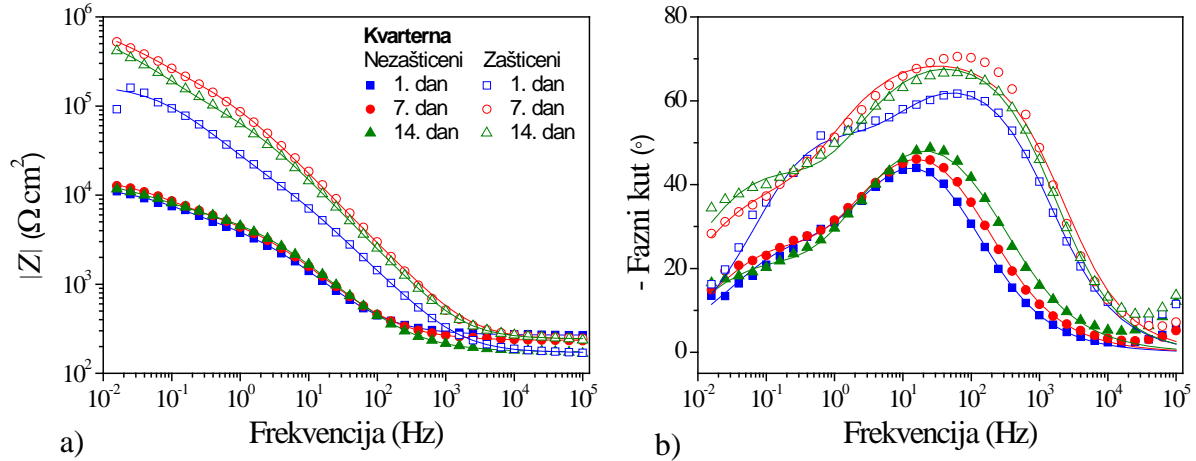 10^6
10^5
10^4
10^3
10^2
|Z| (Ω cm^2)
Kvarterna
Nezašticeni Zašticeni
1. dan 1. dan
7. dan 7. dan
14. dan 14. dan
10^-2 10^-1 10^0 10^1 10^2 10^3 10^4 10^5
Frekvencija (Hz)
a)
80
60
40
20
0
- Fazni kut (°)
10^-2 10^-1 10^0 10^1 10^2 10^3 10^4 10^5
Frekvencija (Hz)
b)